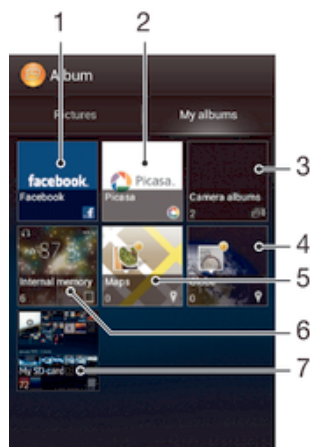 1
2
Album
Pictures
My albums
facebook.
Facebook
Picasa.
Picasa
3
Camera albums
2
4
Internal memory
6
Maps
0
5
0
6
My SD-card
72
7